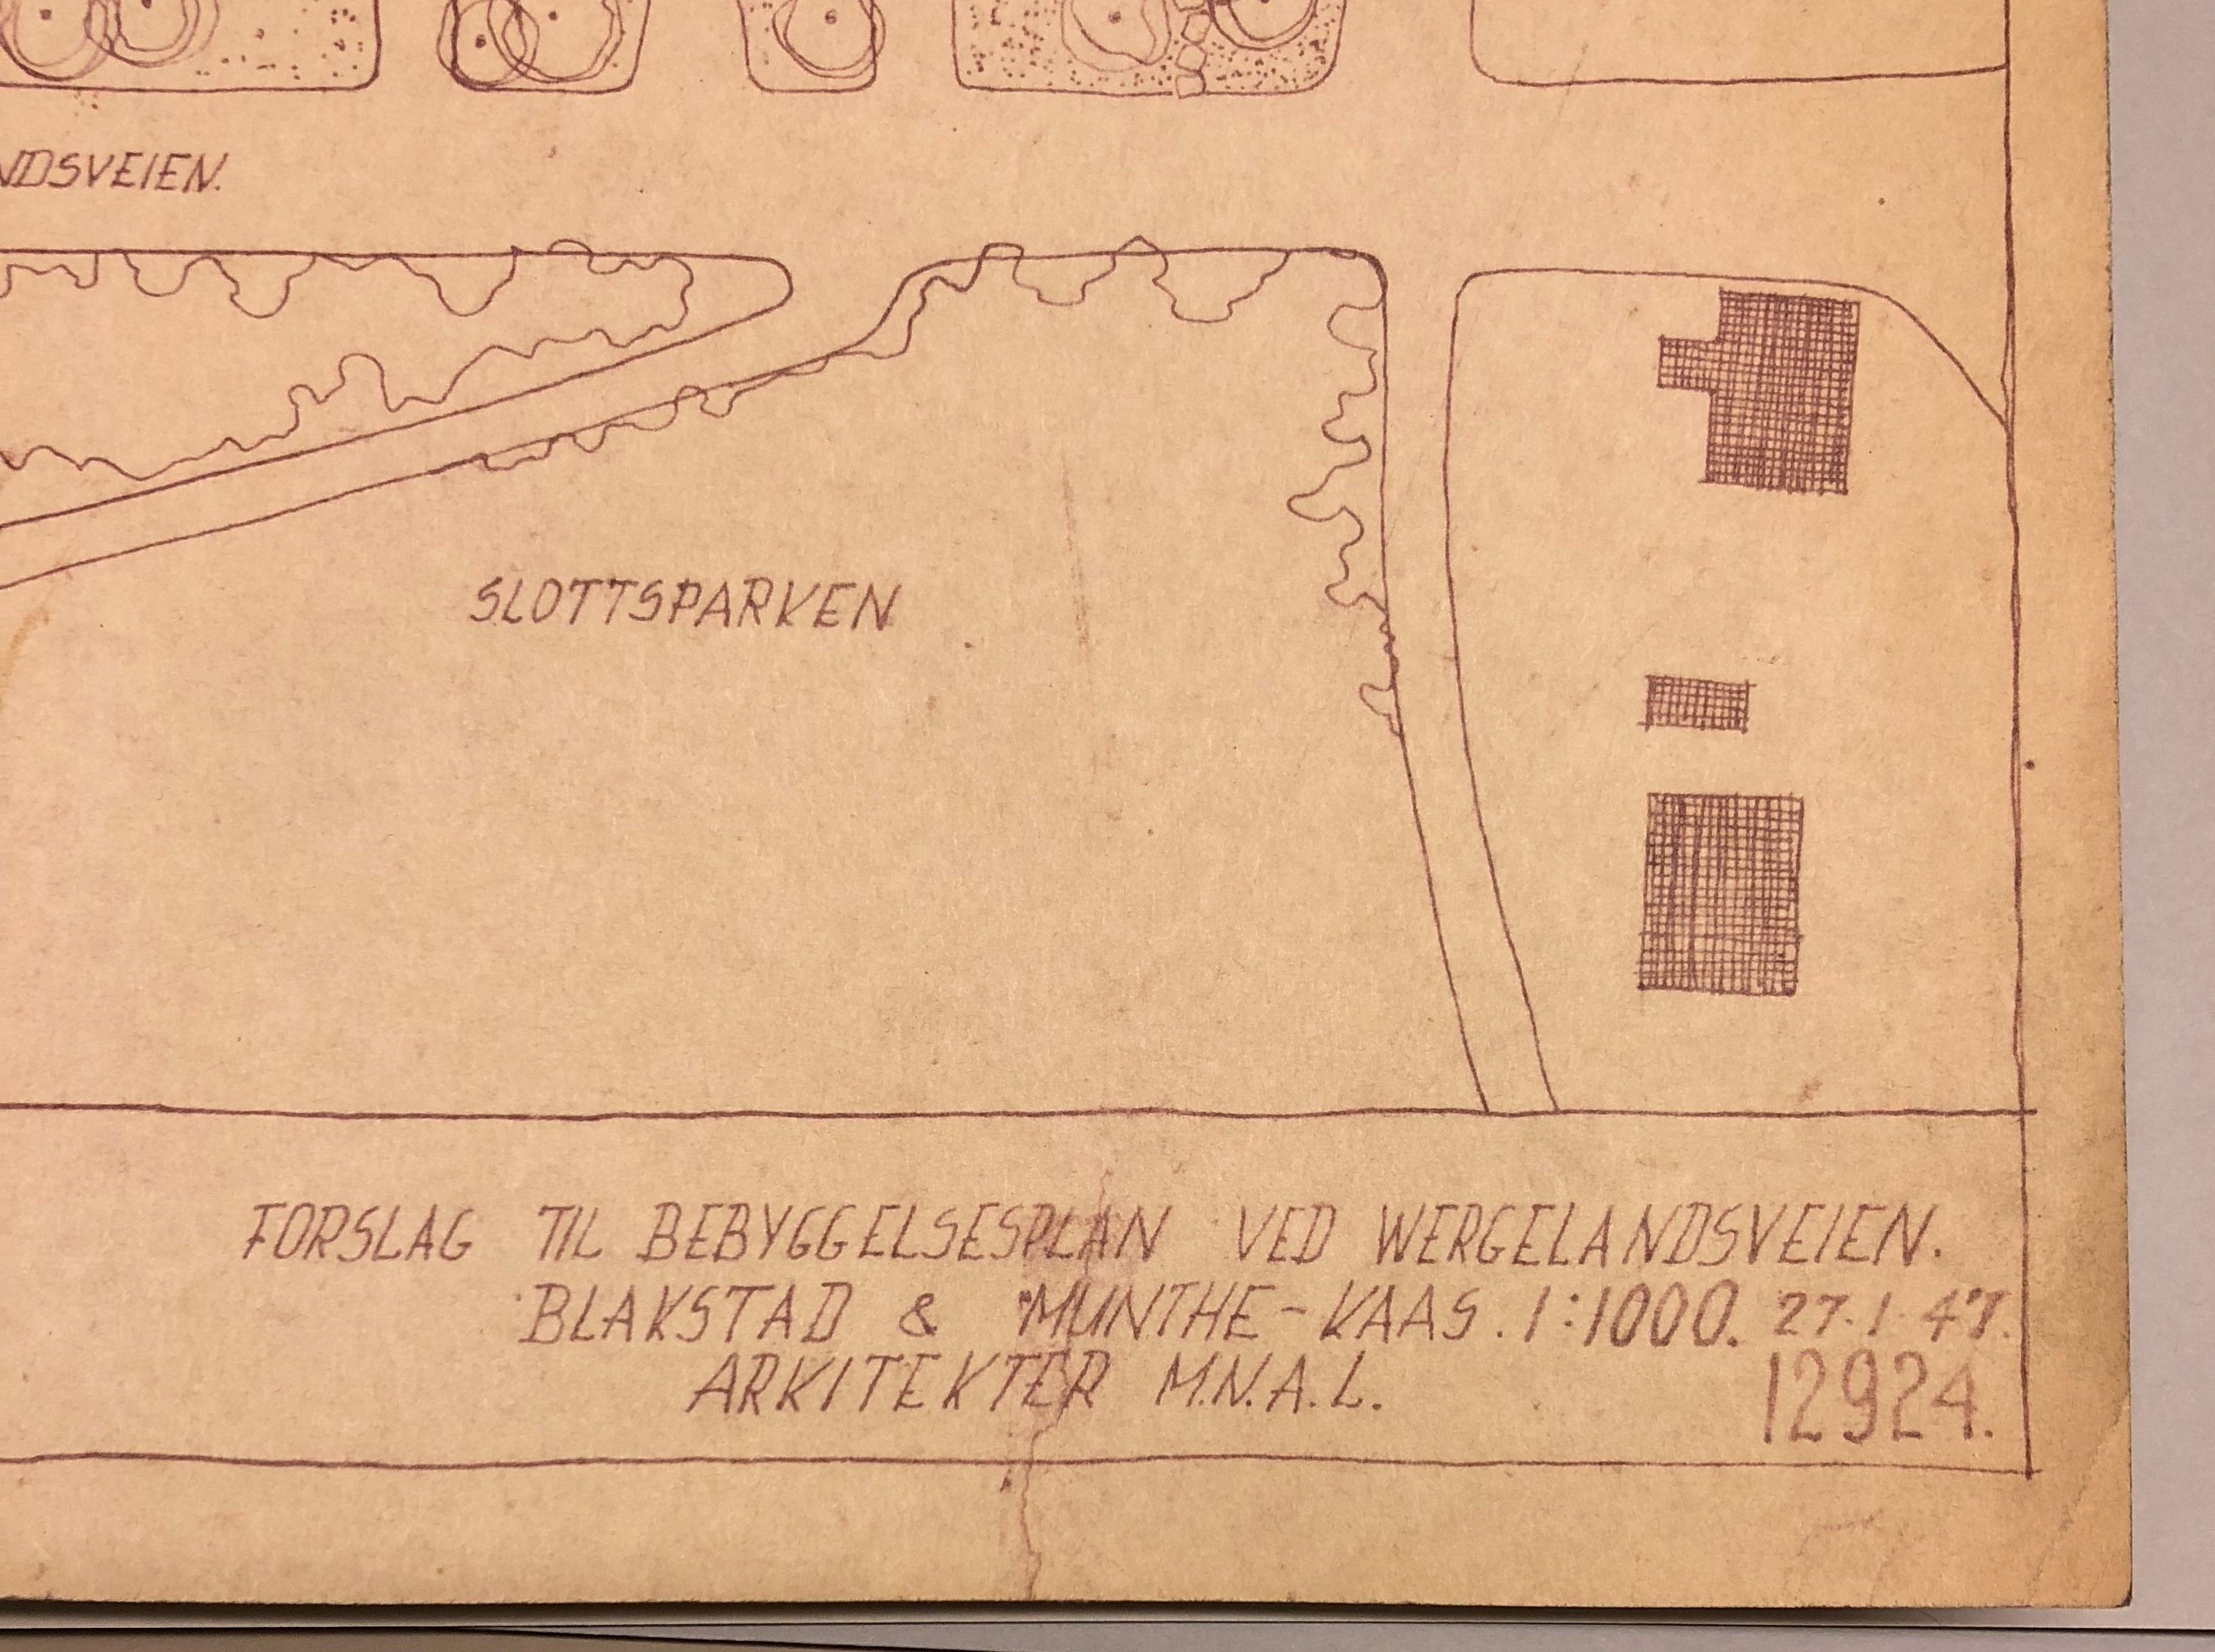 NDSVEIEN.
SLOTTSPARKEN
FORSLAG TIL BEBYGGELSESPLAN VED WERGELANDSVEIEN.
BLAKSTAD & MUNTHE-KAAS. 1:1000. 27.1.47.
ARKITEKTER M.N.A.L.
12924.